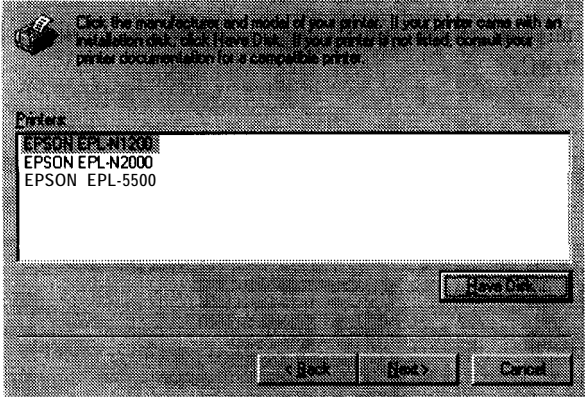 Click the manufacturer and model of your printer. If your printer came with an
installation disk, click Have Disk. If your printer is not listed, consult your
printer documentation for a compatible printer.
Printers:
EPSON EPL-N1200
EPSON EPL-N2000
EPSON EPL-5500
Have Disk...
< Back
Next >
Cancel